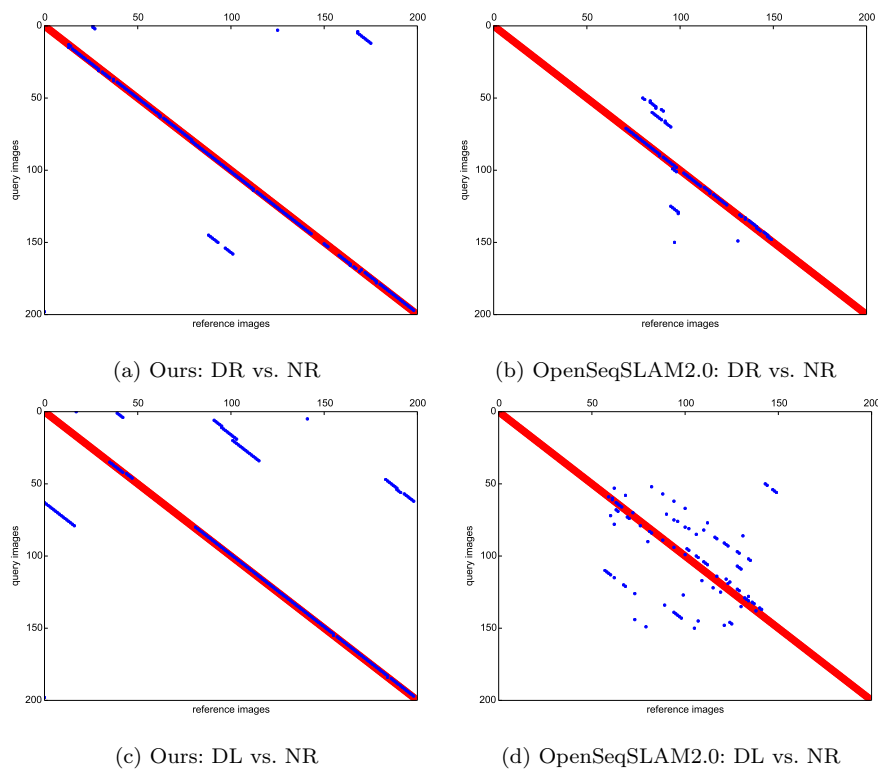 0 50 100 150 200
0
50
100
150
200
query images
reference images
(a) Ours: DR vs. NR
0 50 100 150 200
0
50
100
150
200
query images
reference images
(b) OpenSeqSLAM2.0: DR vs. NR
0 50 100 150 200
0
50
100
150
200
query images
reference images
(c) Ours: DL vs. NR
0 50 100 150 200
0
50
100
150
200
query images
reference images
(d) OpenSeqSLAM2.0: DL vs. NR